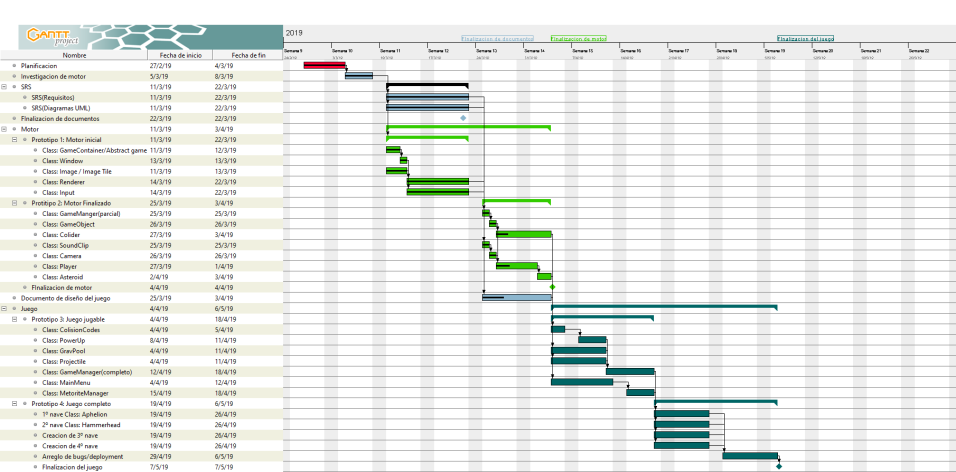 GANTT project
2019
Finalizacion de documentos
Finalizacion de motor
Finalizacion del juego
Nombre Fecha de inicio Fecha de fin
Semana 9 Semana 10 Semana 11 Semana 12 Semana 13 Semana 14 Semana 15 Semana 16 Semana 17 Semana 18 Semana 19 Semana 20 Semana 21 Semana 22
Planificacion 27/2/19 4/3/19
Investigacion de motor 5/3/19 8/3/19
SRS 11/3/19 22/3/19
SRS(Requisitos) 11/3/19 22/3/19
SRS(Diagramas UML) 11/3/19 22/3/19
FInalizacion de documentos 22/3/19 22/3/19
Motor 11/3/19 3/4/19
Prototipo 1: Motor inicial 11/3/19 22/3/19
Class: GameContainer/Abstract game 11/3/19 12/3/19
Class: Window 13/3/19 13/3/19
Class: Image / Image Tile 11/3/19 13/3/19
Class: Renderer 14/3/19 22/3/19
Class: Input 14/3/19 22/3/19
Protitipo 2: Motor Finalizado 25/3/19 3/4/19
Class: GameManger(parcial) 25/3/19 25/3/19
Class: GameObject 26/3/19 26/3/19
Class: Colider 27/3/19 3/4/19
Class: SoundClip 25/3/19 25/3/19
Class: Camera 26/3/19 26/3/19
Class: Player 27/3/19 1/4/19
Class: Asteroid 2/4/19 3/4/19
FInalizacion de motor 4/4/19 4/4/19
Documento de diseño del juego 25/3/19 3/4/19
Juego 4/4/19 6/5/19
Prototipo 3: Juego jugable 4/4/19 18/4/19
Class: ColisionCodes 4/4/19 5/4/19
Class: PowerUp 8/4/19 11/4/19
Class: GravPool 4/4/19 11/4/19
Class: Projectile 4/4/19 11/4/19
Class: GameManager(completo) 12/4/19 18/4/19
Class: MainMenu 4/4/19 12/4/19
Class: MetoriteManager 15/4/19 18/4/19
Prototipo 4: Juego completo 19/4/19 6/5/19
1º nave Class: Aphelion 19/4/19 26/4/19
2º nave Class: Hammerhead 19/4/19 26/4/19
Creacion de 3º nave 19/4/19 26/4/19
Creacion de 4º nave 19/4/19 26/4/19
Arreglo de bugs/deployment 29/4/19 6/5/19
FInalizacion del juego 7/5/19 7/5/19